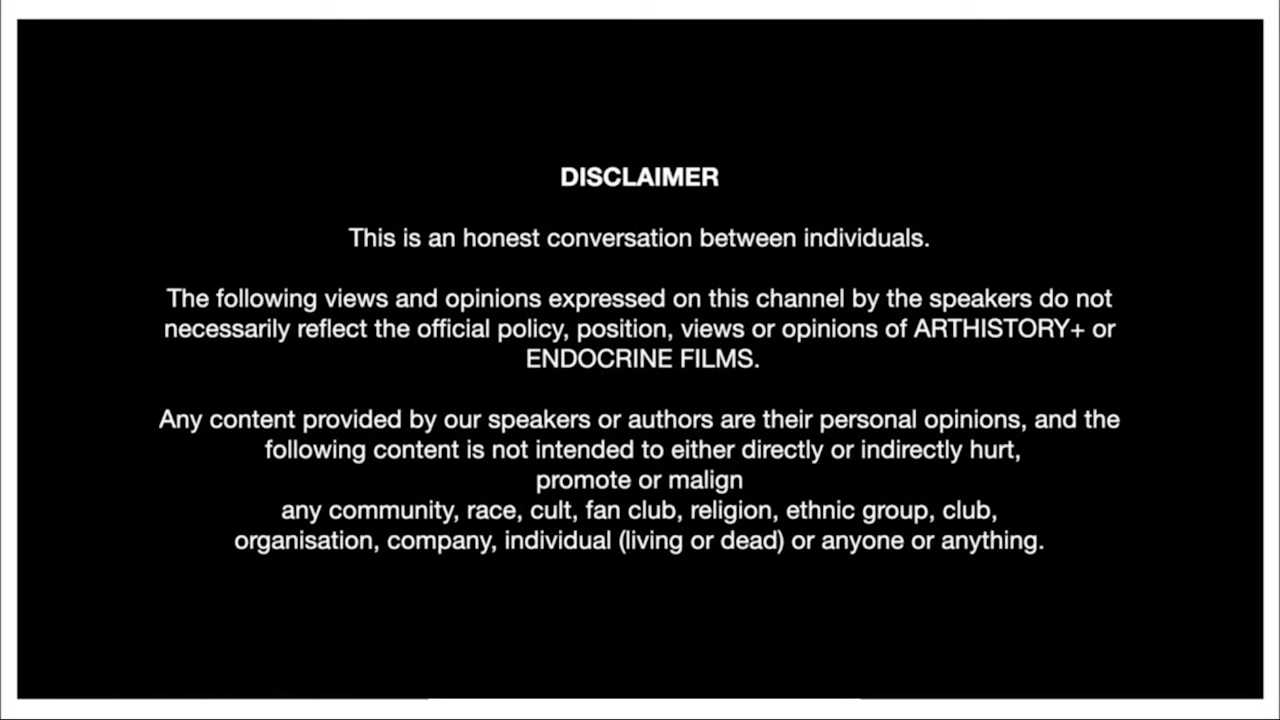 DISCLAIMER
This is an honest conversation between individuals.
The following views and opinions expressed on this channel by the speakers do not
necessarily reflect the official policy, position, views or opinions of ARTHISTORY+ or
ENDOCRINE FILMS.
Any content provided by our speakers or authors are their personal opinions, and the
following content is not intended to either directly or indirectly hurt,
promote or malign
any community, race, cult, fan club, religion, ethnic group, club,
organisation, company, individual (living or dead) or anyone or anything.